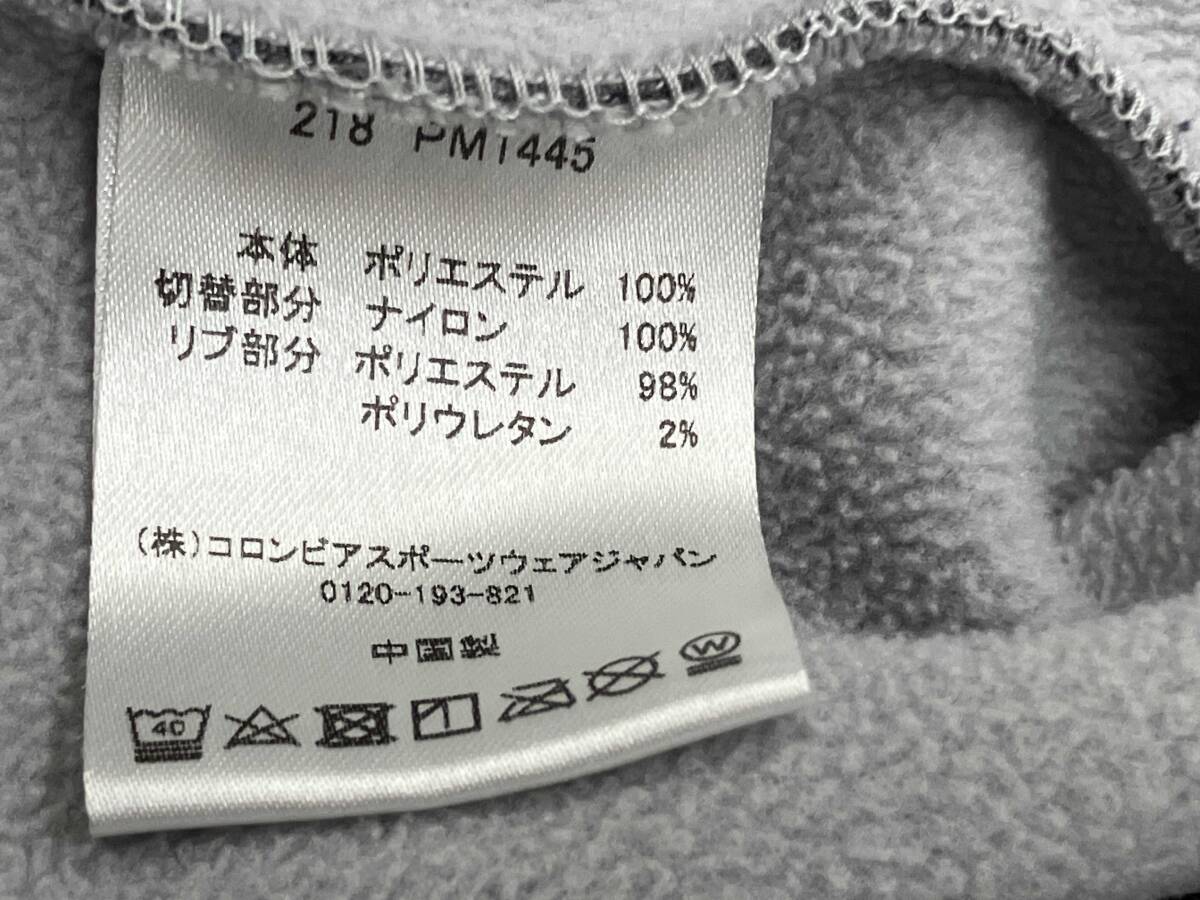 218 PM1445
本体 ポリエステル 100%
切替部分 ナイロン 100%
リブ部分 ポリエステル 98%
ポリウレタン 2%
(株)コロンビアスポーツウェアジャパン
0120-193-821
中国製
40
W